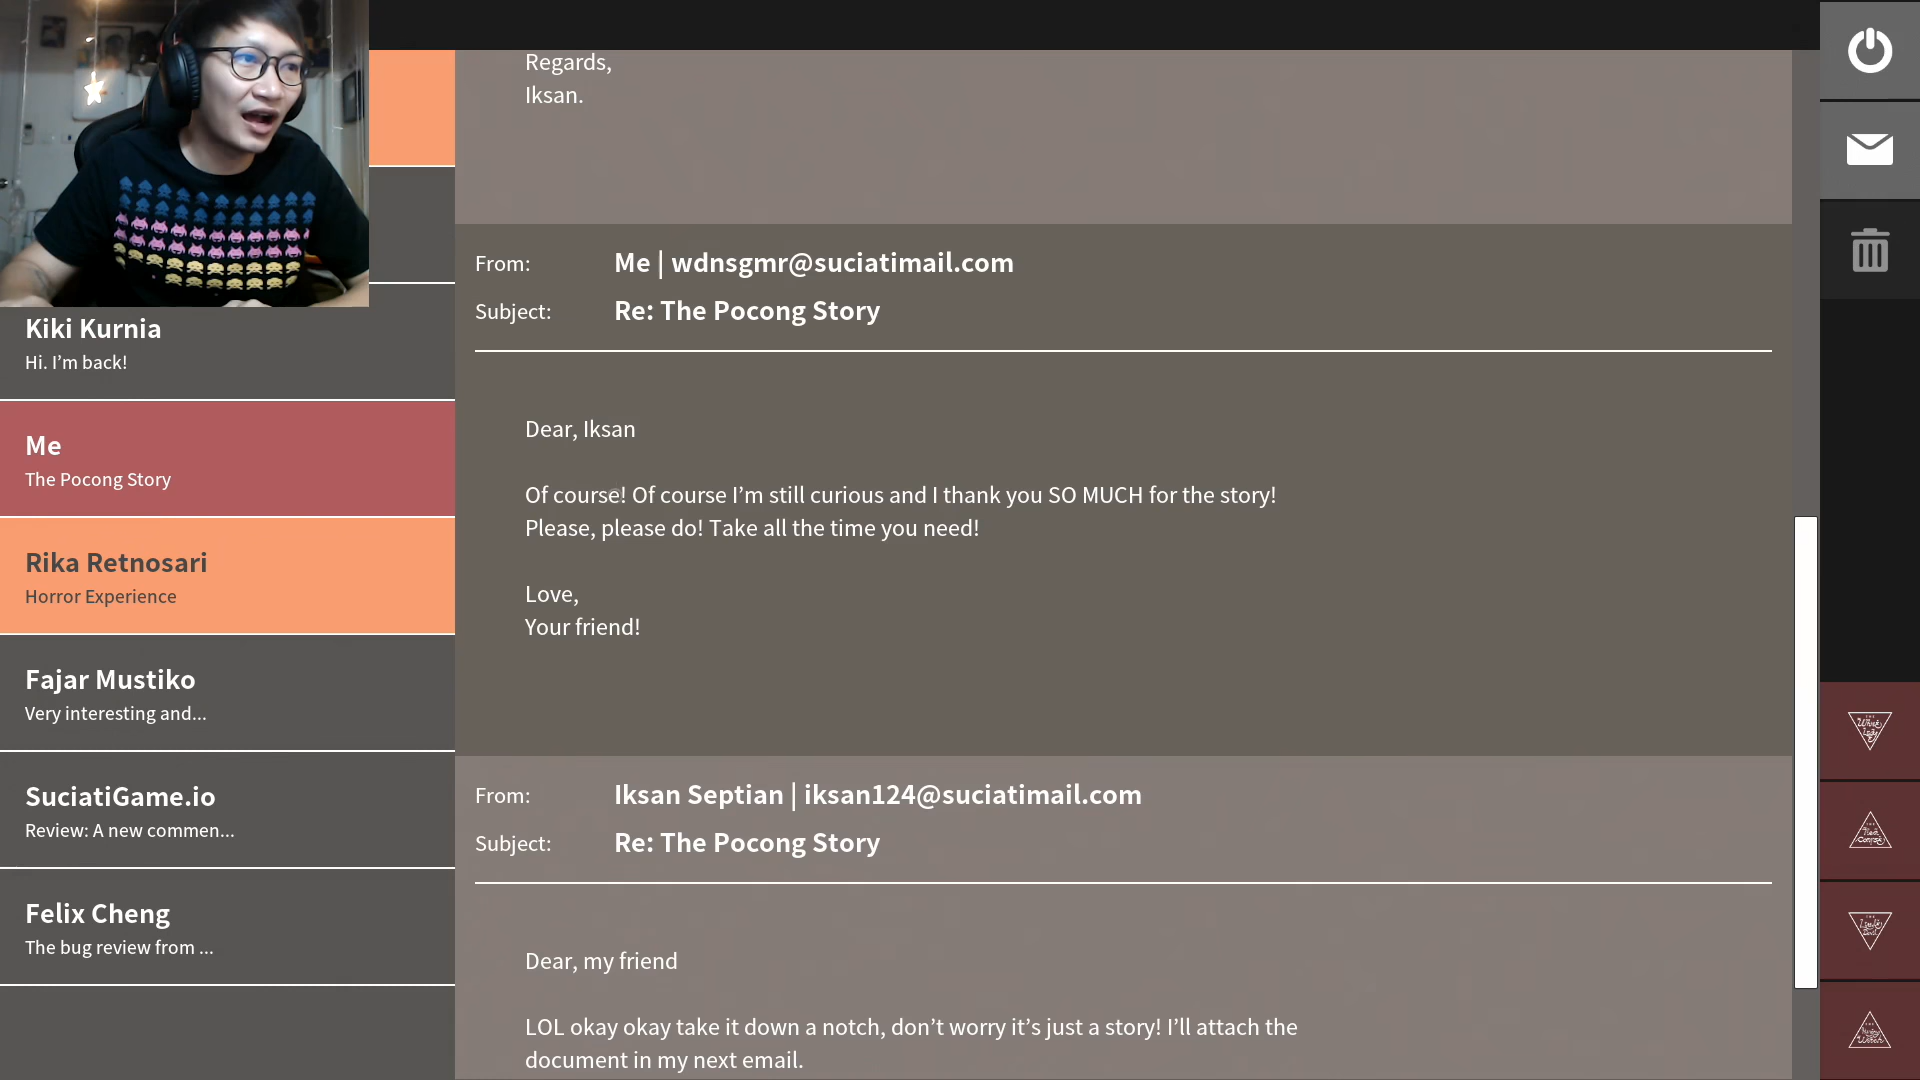 Regards,
Iksan.
From: Me | wdnsgmr@suciatimail.com
Subject: Re: The Pocong Story
Dear, Iksan
Of course! Of course I’m still curious and I thank you SO MUCH for the story!
Please, please do! Take all the time you need!
Love,
Your friend!
From: Iksan Septian | iksan124@suciatimail.com
Subject: Re: The Pocong Story
Dear, my friend
LOL okay okay take it down a notch, don’t worry it’s just a story! I’ll attach the
document in my next email.
Kiki Kurnia
Hi. I’m back!
Me
The Pocong Story
Rika Retnosari
Horror Experience
Fajar Mustiko
Very interesting and...
SuciatiGame.io
Review: A new commen...
Felix Cheng
The bug review from ...